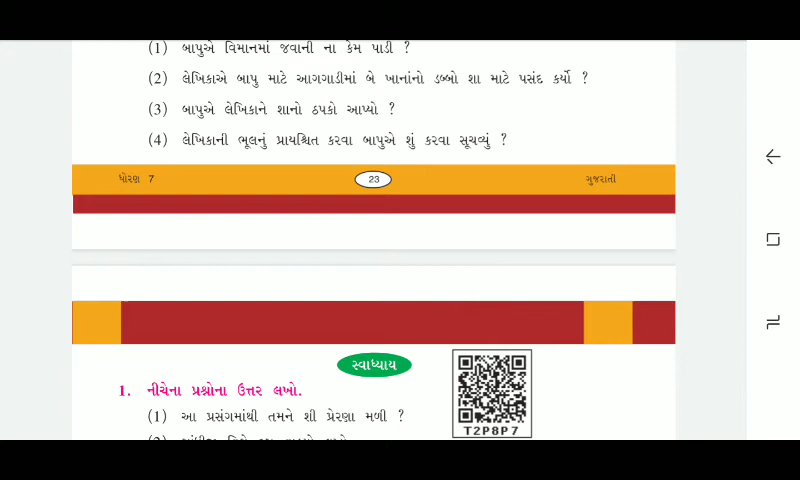 (1) બાપુએ વિમાનમાં જવાની ના કેમ પાડી ?
(2) લેખિકાએ બાપુ માટે આગગાડીમાં બે ખાનાંનો ડબ્બો શા માટે પસંદ કર્યો ?
(3) બાપુએ લેખિકાને શાનો ઠપકો આપ્યો ?
(4) લેખિકાની ભૂલનું પ્રાયશ્ચિત કરવા બાપુએ શું કરવા સૂચવ્યું ?
ધોરણ 7 23 ગુજરાતી
સ્વાધ્યાય
1. નીચેના પ્રશ્નોના ઉત્તર લખો.
(1) આ પ્રસંગમાંથી તમને શી પ્રેરણા મળી ?
T2P8P7